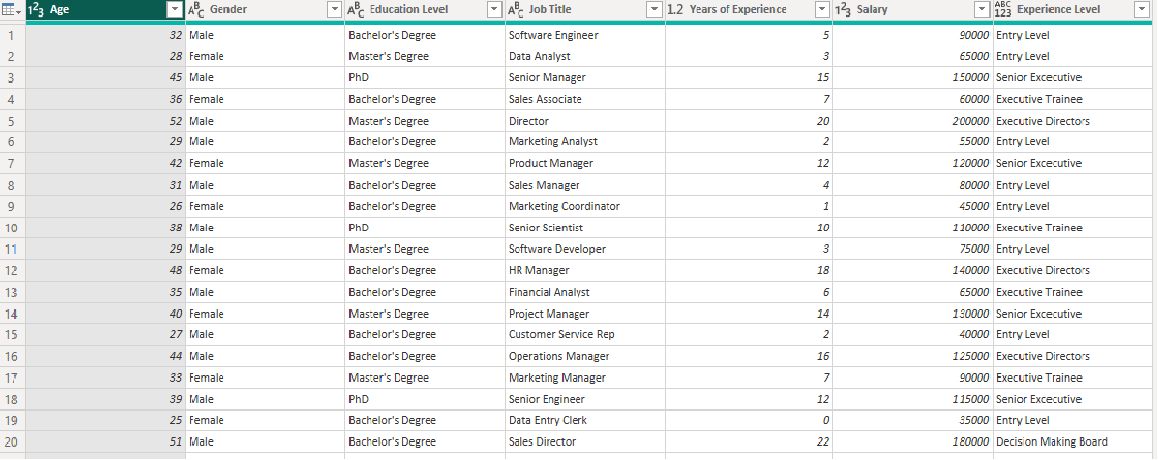 1²3 Age ABC Gender ABC Education Level ABC Job Title 1.2 Years of Experience 1²3 Salary ABC123 Experience Level
1 32 Male Bachelor's Degree Software Engineer 5 90000 Entry Level
2 28 Female Master's Degree Data Analyst 3 65000 Entry Level
3 45 Male PhD Senior Manager 15 150000 Senior Excecutive
4 36 Female Bachelor's Degree Sales Associate 7 60000 Executive Trainee
5 52 Male Master's Degree Director 20 200000 Executive Directors
6 29 Male Bachelor's Degree Marketing Analyst 2 55000 Entry Level
7 42 Female Master's Degree Product Manager 12 120000 Senior Excecutive
8 31 Male Bachelor's Degree Sales Manager 4 80000 Entry Level
9 26 Female Bachelor's Degree Marketing Coordinator 1 45000 Entry Level
10 38 Male PhD Senior Scientist 10 110000 Executive Trainee
11 29 Male Master's Degree Software Developer 3 75000 Entry Level
12 48 Female Bachelor's Degree HR Manager 18 140000 Executive Directors
13 35 Male Bachelor's Degree Financial Analyst 6 65000 Executive Trainee
14 40 Female Master's Degree Project Manager 14 130000 Senior Excecutive
15 27 Male Bachelor's Degree Customer Service Rep 2 40000 Entry Level
16 44 Male Bachelor's Degree Operations Manager 16 125000 Executive Directors
17 33 Female Master's Degree Marketing Manager 7 90000 Executive Trainee
18 39 Male PhD Senior Engineer 12 115000 Senior Excecutive
19 25 Female Bachelor's Degree Data Entry Clerk 0 35000 Entry Level
20 51 Male Bachelor's Degree Sales Director 22 180000 Decision Making Board